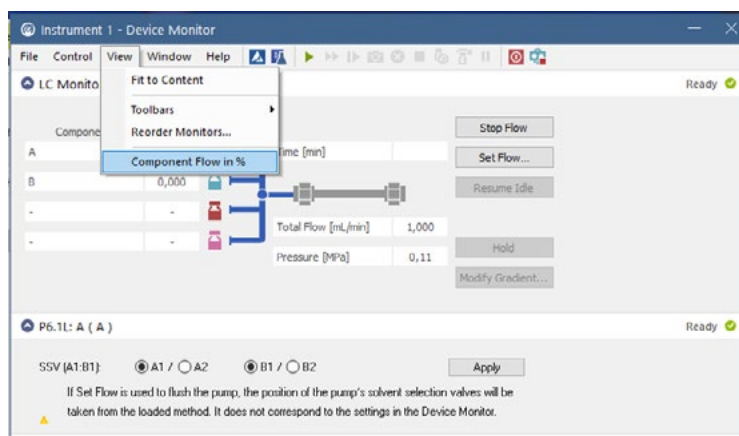 Instrument 1 - Device Monitor
File Control View Window Help
LC Monito
Ready
Fit to Content
Toolbars
Reorder Monitors...
Component Flow in %
Compone
Time [min]
A
B 0,000
- -
- -
Total Flow [mL/min] 1,000
Pressure [MPa] 0,11
Stop Flow
Set Flow...
Resume Idle
Hold
Modify Gradient...
P6.1L: A ( A )
Ready
SSV (A1:B1): A1 / A2 B1 / B2 Apply
If Set Flow is used to flush the pump, the position of the pump's solvent selection valves will be
taken from the loaded method. It does not correspond to the settings in the Device Monitor.